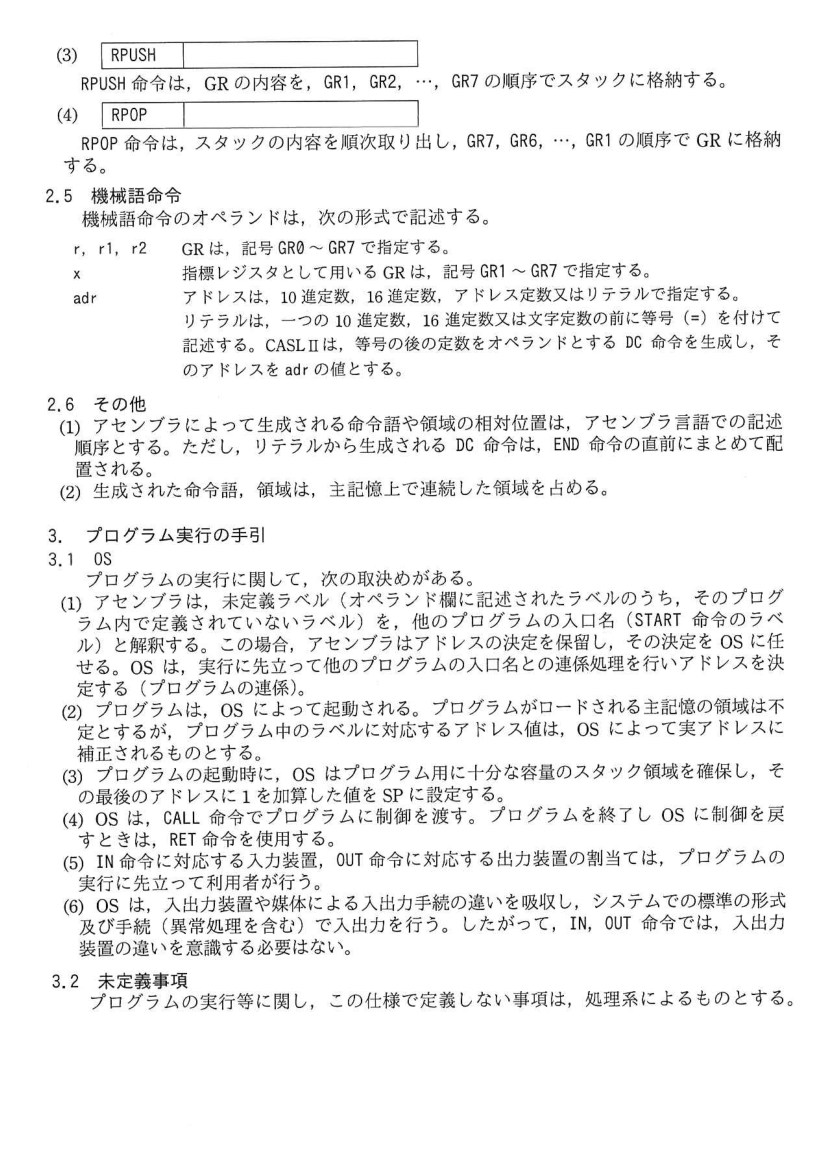 (3) RPUSH
RPUSH 命令は，GR の内容を，GR1，GR2，…，GR7 の順序でスタックに格納する。
(4) RPOP
RPOP 命令は，スタックの内容を順次取り出し，GR7，GR6，…，GR1 の順序で GR に格納
する。
2.5 機械語命令
機械語命令のオペランドは，次の形式で記述する。
r，r1，r2 GR は，記号 GR0 ～ GR7 で指定する。
x 指標レジスタとして用いる GR は，記号 GR1 ～ GR7 で指定する。
adr アドレスは，10 進定数，16 進定数，アドレス定数又はリテラルで指定する。
リテラルは，一つの 10 進定数，16 進定数又は文字定数の前に等号（=）を付けて
記述する。CASLⅡは，等号の後の定数をオペランドとする DC 命令を生成し，そ
のアドレスを adr の値とする。
2.6 その他
(1) アセンブラによって生成される命令語や領域の相対位置は，アセンブラ言語での記述
順序とする。ただし，リテラルから生成される DC 命令は，END 命令の直前にまとめて配
置される。
(2) 生成された命令語，領域は，主記憶上で連続した領域を占める。
3. プログラム実行の手引
3.1 OS
プログラムの実行に関して，次の取決めがある。
(1) アセンブラは，未定義ラベル（オペランド欄に記述されたラベルのうち，そのプログ
ラム内で定義されていないラベル）を，他のプログラムの入口名（START 命令のラベ
ル）と解釈する。この場合，アセンブラはアドレスの決定を保留し，その決定を OS に任
せる。OS は，実行に先立って他のプログラムの入口名との連係処理を行いアドレスを決
定する（プログラムの連係）。
(2) プログラムは，OS によって起動される。プログラムがロードされる主記憶の領域は不
定とするが，プログラム中のラベルに対応するアドレス値は，OS によって実アドレスに
補正されるものとする。
(3) プログラムの起動時に，OS はプログラム用に十分な容量のスタック領域を確保し，そ
の最後のアドレスに 1 を加算した値を SP に設定する。
(4) OS は，CALL 命令でプログラムに制御を渡す。プログラムを終了し OS に制御を戻
すときは，RET 命令を使用する。
(5) IN 命令に対応する入力装置，OUT 命令に対応する出力装置の割当ては，プログラムの
実行に先立って利用者が行う。
(6) OS は，入出力装置や媒体による入出力手続の違いを吸収し，システムでの標準の形式
及び手続（異常処理を含む）で入出力を行う。したがって，IN，OUT 命令では，入出力
装置の違いを意識する必要はない。
3.2 未定義事項
プログラムの実行等に関し，この仕様で定義しない事項は，処理系によるものとする。